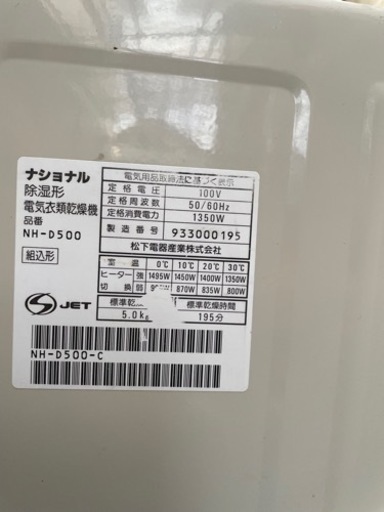 ナショナル
除湿形
電気衣類乾燥機
品番
NH-D500
組込形
JET
電気用品取締法に基づく表示
定格電圧 100V
定格周波数 50/60Hz
定格消費電力 1350W
製造番号 933000195
松下電器産業株式会社
室温 0℃ 10℃ 20℃ 30℃
ヒーター 強 1495W 1450W 1400W 1350W
切換 弱 870W 835W 800W
標準乾 標準乾燥時間
5.0kg 195分
NH-D500-C